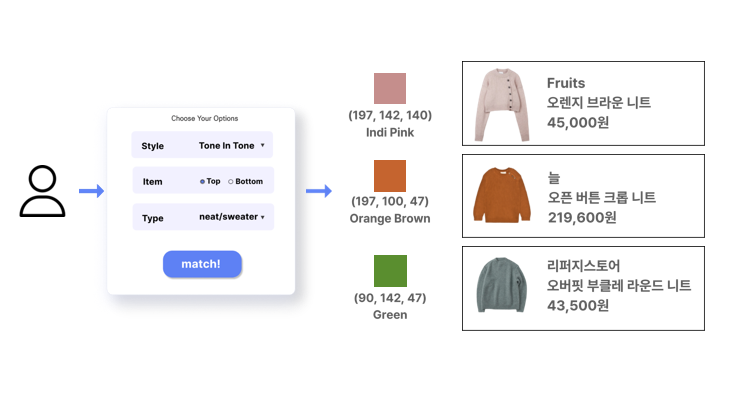 Choose Your Options
Style Tone In Tone
Item Top Bottom
Type neat/sweater
match!
(197, 142, 140)
Indi Pink
(197, 100, 47)
Orange Brown
(90, 142, 47)
Green
Fruits
오렌지 브라운 니트
45,000원
늘
오픈 버튼 크롭 니트
219,600원
리퍼지스토어
오버핏 부클레 라운드 니트
43,500원